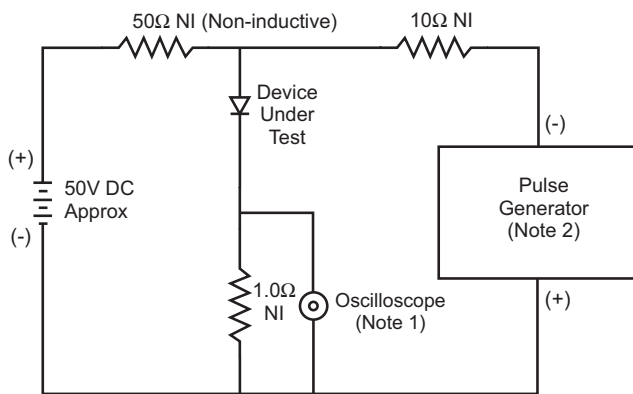 50Ω NI (Non-inductive)
10Ω NI
Device
Under
Test
(-)
(+)
50V DC
Approx
(-)
Pulse
Generator
(Note 2)
1.0Ω
NI
Oscilloscope
(Note 1)
(+)